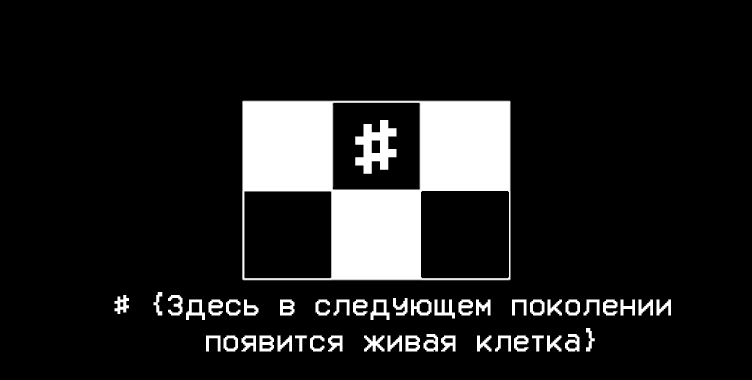 #
# {Здесь в следующем поколении
появится живая клетка}